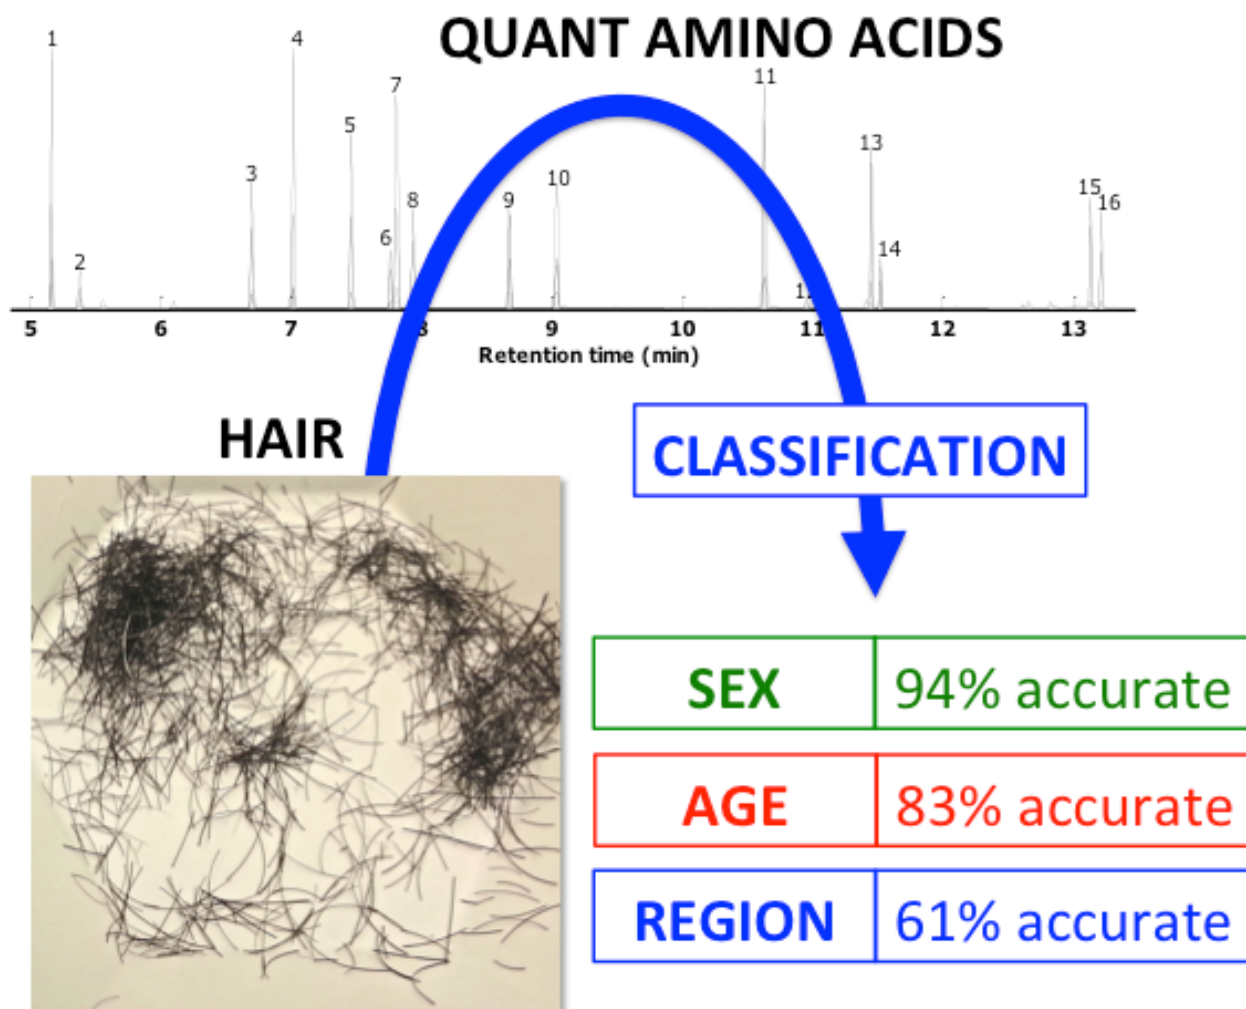 QUANT AMINO ACIDS
1
2
3
4
5
6
7
8
9
10
11
13
14
15
16
5 6 7 8 9 10 11 12 13
Retention time (min)
HAIR
CLASSIFICATION
SEX 94% accurate
AGE 83% accurate
REGION 61% accurate